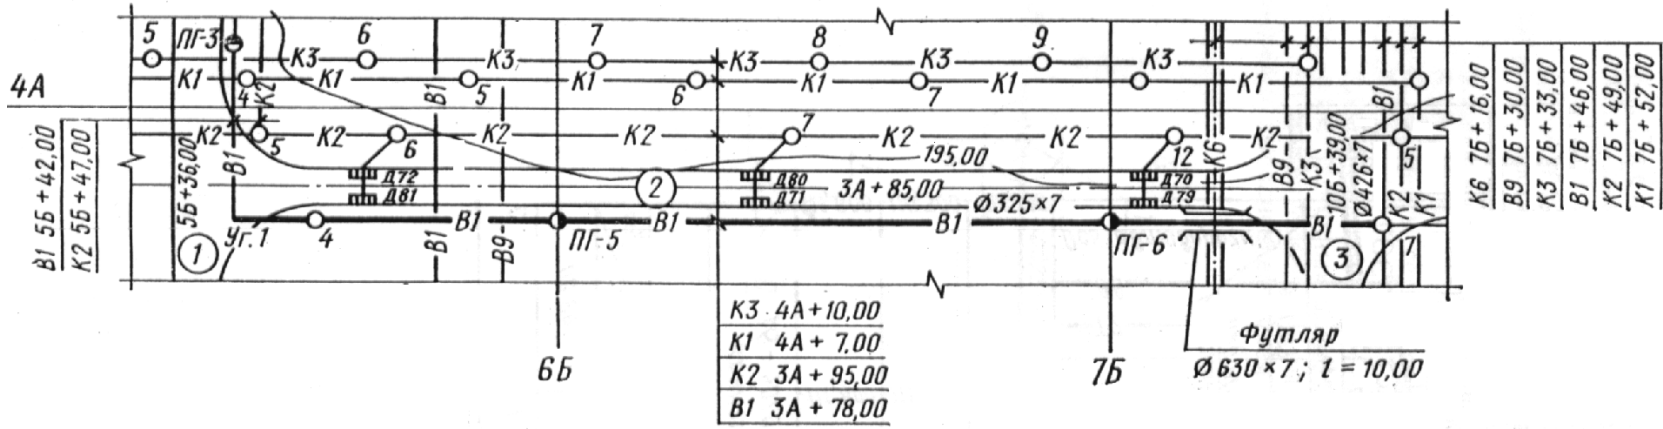 5
ПГ-3
6
7
8
9
К3
К3
К3
К3
К3
К1
К1
К1
К1
К1
4
К2
В1
5
6
7
В1
4А
К2
К2
К2
К2
К2
К2
5
6
7
12
5
В1 5Б+42,00
К2 5Б+47,00
5Б+36,00
В1
Д72
Д81
Д80
Д71
Д70
Д79
195,00
2
3А+85,00
Ø325×7
К6
В9
К3
10Б+39,00
Ø426×7
К2
К1
Уг.1
1
4
В1
В1
В9
ПГ-5
В1
В1
ПГ-6
В1
3
7
К6 7Б+16,00
В9 7Б+30,00
К3 7Б+33,00
В1 7Б+46,00
К2 7Б+49,00
К1 7Б+52,00
6Б
7Б
К3 4А+10,00
К1 4А+7,00
К2 3А+95,00
В1 3А+78,00
Футляр
Ø630×7; l=10,00